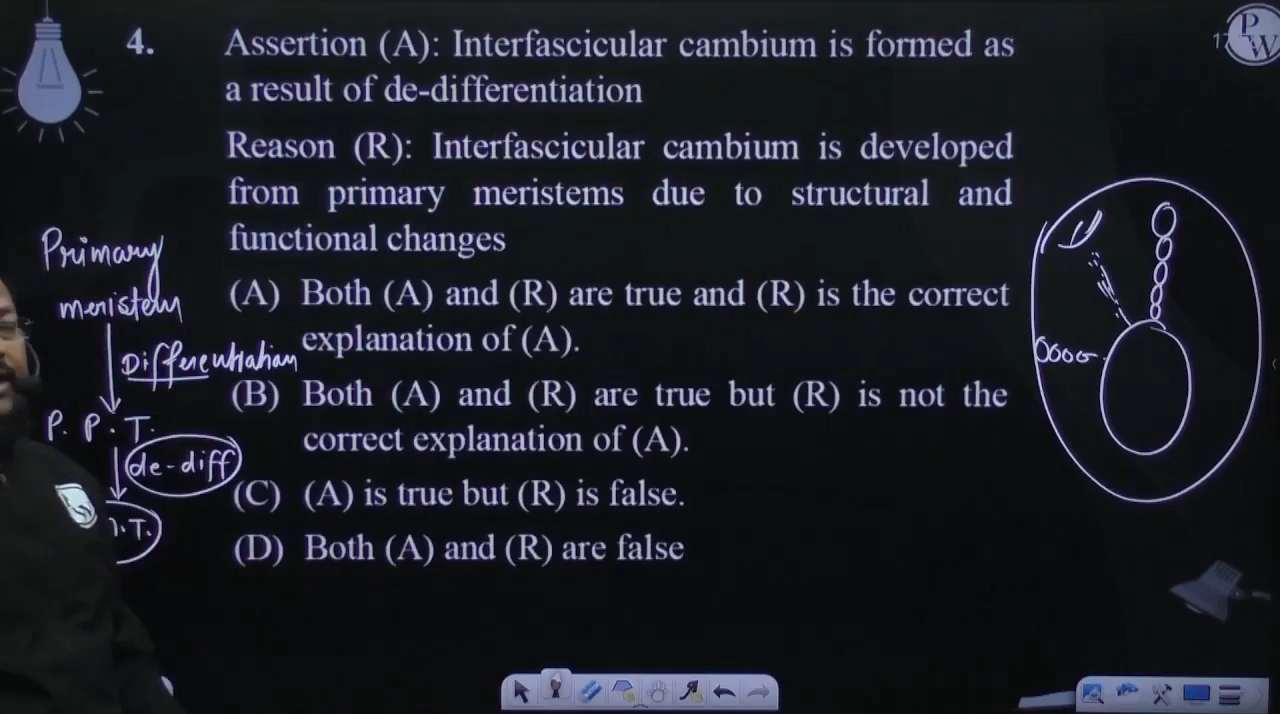 4. Assertion (A): Interfascicular cambium is formed as
a result of de-differentiation
Reason (R): Interfascicular cambium is developed
from primary meristems due to structural and
functional changes
(A) Both (A) and (R) are true and (R) is the correct
explanation of (A).
(B) Both (A) and (R) are true but (R) is not the
correct explanation of (A).
(C) (A) is true but (R) is false.
(D) Both (A) and (R) are false
Primary
meristem
Differentiation
P. P. T.
de-diff
.T.
P
W